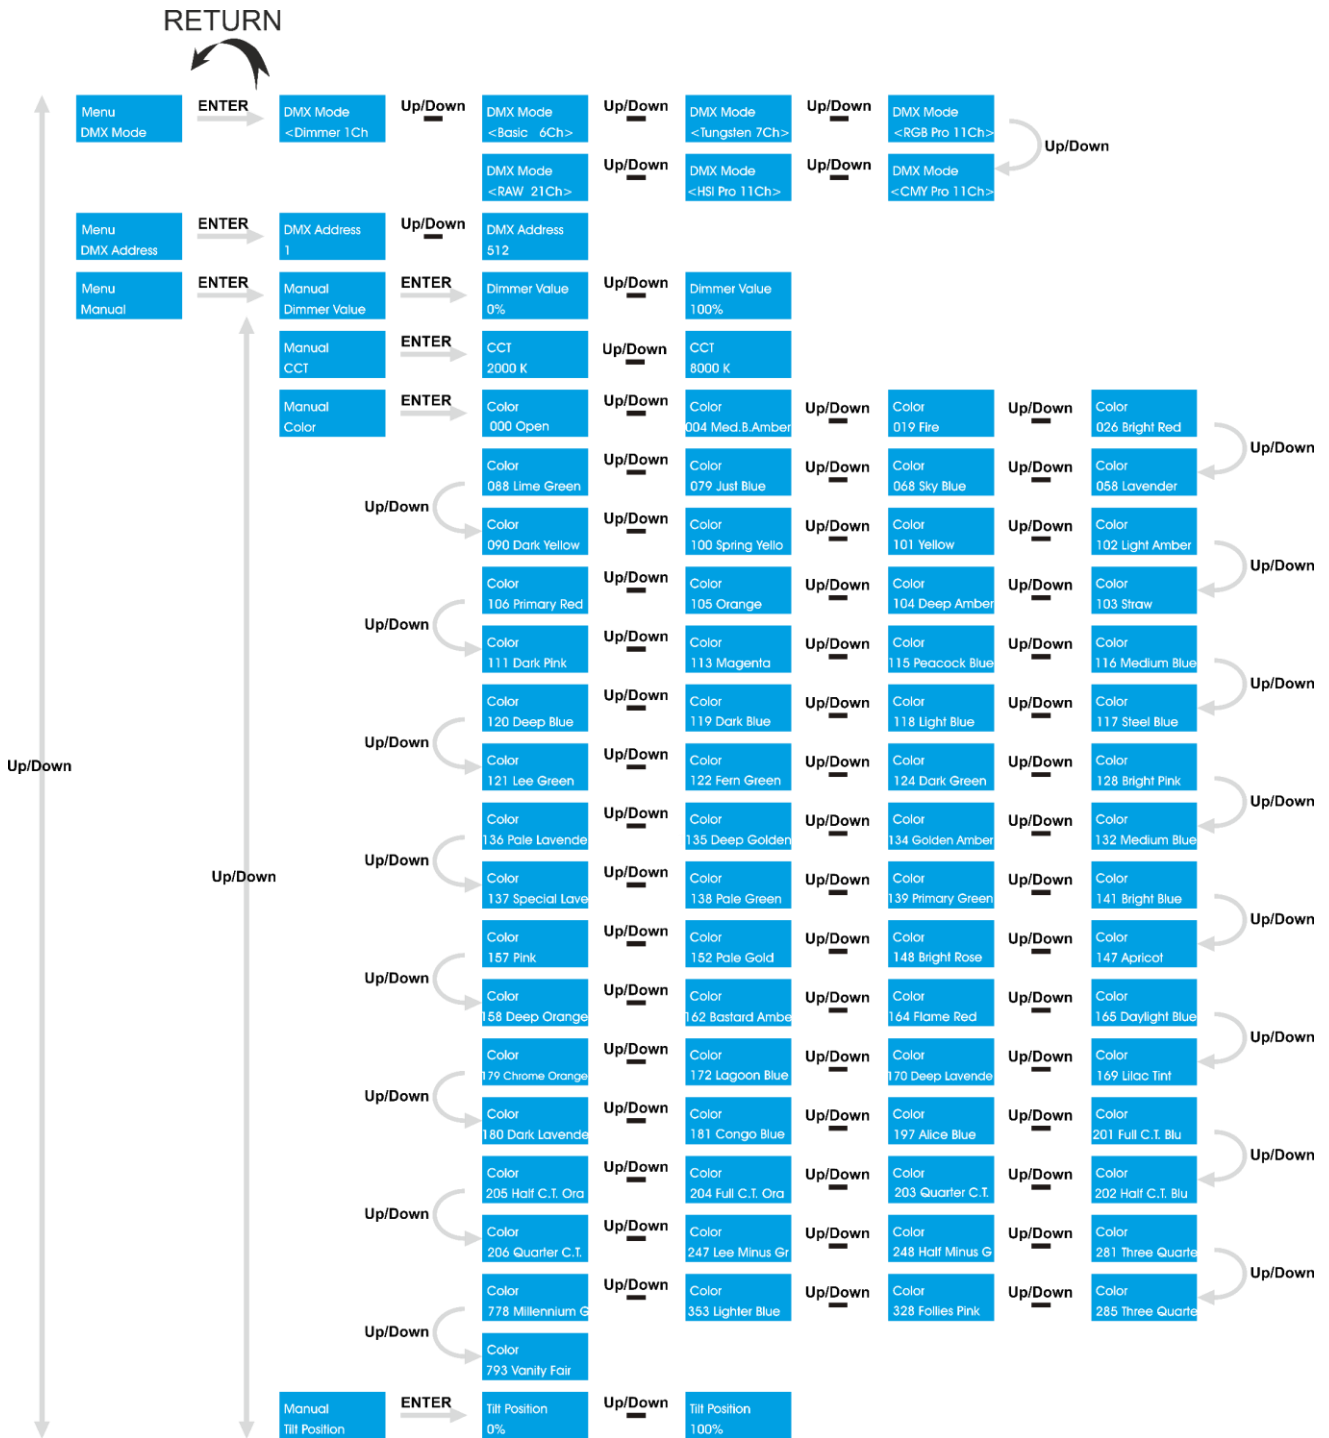 RETURN
Menu
DMX Mode
ENTER
DMX Mode
<Dimmer 1Ch
Up/Down
DMX Mode
<Basic 6Ch>
Up/Down
DMX Mode
<Tungsten 7Ch>
Up/Down
DMX Mode
<RGB Pro 11Ch>
Up/Down
DMX Mode
<RAW 21Ch>
Up/Down
DMX Mode
<HSI Pro 11Ch>
Up/Down
DMX Mode
<CMY Pro 11Ch>
Menu
DMX Address
ENTER
DMX Address
1
Up/Down
DMX Address
512
Menu
Manual
ENTER
Manual
Dimmer Value
ENTER
Dimmer Value
0%
Up/Down
Dimmer Value
100%
Manual
CCT
ENTER
CCT
2000 K
Up/Down
CCT
8000 K
Manual
Color
ENTER
Color
000 Open
Up/Down
Color
004 Med.B.Amber
Up/Down
Color
019 Fire
Up/Down
Color
026 Bright Red
Up/Down
Color
088 Lime Green
Up/Down
Color
079 Just Blue
Up/Down
Color
068 Sky Blue
Up/Down
Color
058 Lavender
Up/Down
Color
090 Dark Yellow
Up/Down
Color
100 Spring Yello
Up/Down
Color
101 Yellow
Up/Down
Color
102 Light Amber
Up/Down
Color
106 Primary Red
Up/Down
Color
105 Orange
Up/Down
Color
104 Deep Amber
Up/Down
Color
103 Straw
Up/Down
Color
111 Dark Pink
Up/Down
Color
113 Magenta
Up/Down
Color
115 Peacock Blue
Up/Down
Color
116 Medium Blue
Up/Down
Color
120 Deep Blue
Up/Down
Color
119 Dark Blue
Up/Down
Color
118 Light Blue
Up/Down
Color
117 Steel Blue
Up/Down
Color
121 Lee Green
Up/Down
Color
122 Fern Green
Up/Down
Color
124 Dark Green
Up/Down
Color
128 Bright Pink
Up/Down
Up/Down
Color
136 Pale Lavende
Up/Down
Color
135 Deep Golden
Up/Down
Color
134 Golden Amber
Up/Down
Color
132 Medium Blue
Up/Down
Up/Down
Color
137 Special Lave
Up/Down
Color
138 Pale Green
Up/Down
Color
139 Primary Green
Up/Down
Color
141 Bright Blue
Up/Down
Color
157 Pink
Up/Down
Color
152 Pale Gold
Up/Down
Color
148 Bright Rose
Up/Down
Color
147 Apricot
Up/Down
Color
158 Deep Orange
Up/Down
Color
162 Bastard Ambe
Up/Down
Color
164 Flame Red
Up/Down
Color
165 Daylight Blue
Up/Down
Color
179 Chrome Orange
Up/Down
Color
172 Lagoon Blue
Up/Down
Color
170 Deep Lavende
Up/Down
Color
169 Lilac Tint
Up/Down
Color
180 Dark Lavende
Up/Down
Color
181 Congo Blue
Up/Down
Color
197 Alice Blue
Up/Down
Color
201 Full C.T. Blu
Up/Down
Color
205 Half C.T. Ora
Up/Down
Color
204 Full C.T. Ora
Up/Down
Color
203 Quarter C.T.
Up/Down
Color
202 Half C.T. Blu
Up/Down
Color
206 Quarter C.T.
Up/Down
Color
247 Lee Minus Gr
Up/Down
Color
248 Half Minus G
Up/Down
Color
281 Three Quarte
Up/Down
Color
778 Millennium G
Up/Down
Color
353 Lighter Blue
Up/Down
Color
328 Follies Pink
Up/Down
Color
285 Three Quarte
Up/Down
Color
793 Vanity Fair
Manual
Tilt Position
ENTER
Tilt Position
0%
Up/Down
Tilt Position
100%